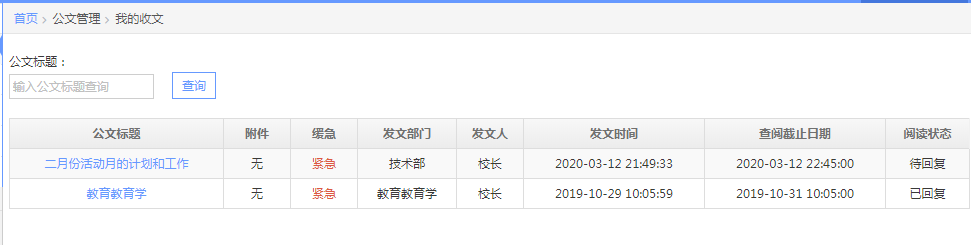 首页 › 公文管理 › 我的收文
公文标题：
输入公文标题查询 查询
公文标题 附件 缓急 发文部门 发文人 发文时间 查阅截止日期 阅读状态
二月份活动月的计划和工作 无 紧急 技术部 校长 2020-03-12 21:49:33 2020-03-12 22:45:00 待回复
教育教育学 无 紧急 教育教育学 校长 2019-10-29 10:05:59 2019-10-31 10:05:00 已回复